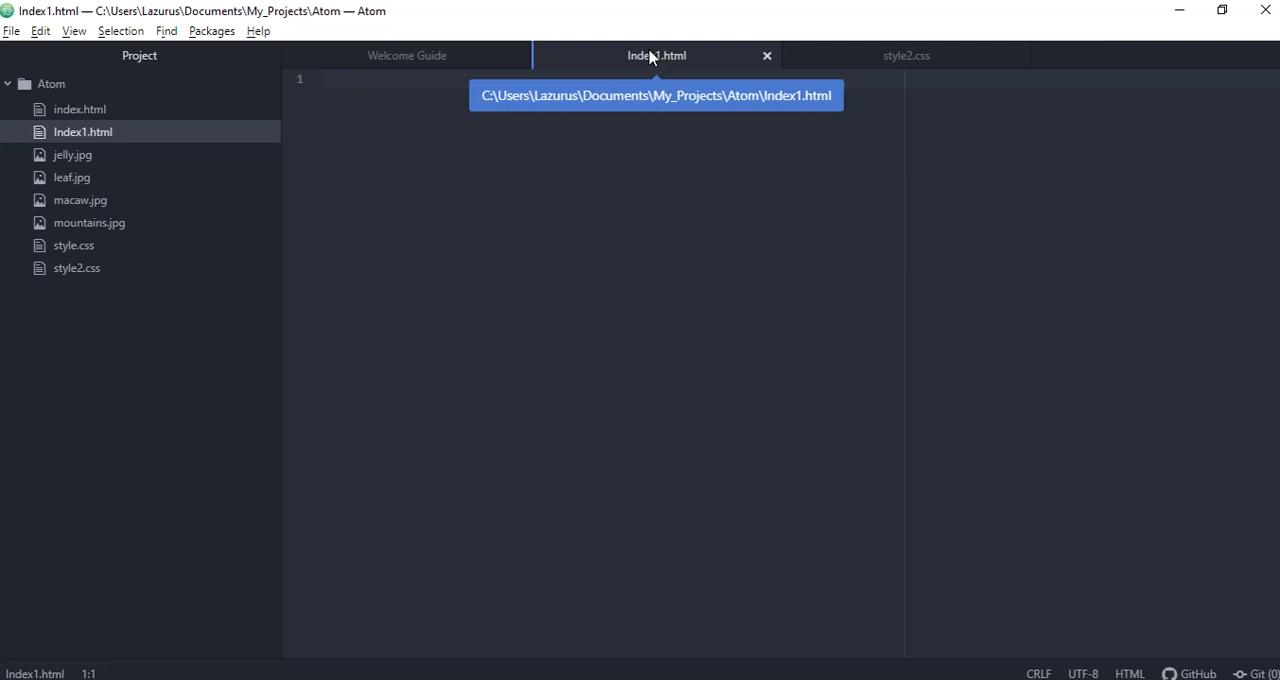 Index1.html — C:\Users\Lazurus\Documents\My_Projects\Atom — Atom
File Edit View Selection Find Packages Help
Project
Welcome Guide
Index1.html
style2.css
C:\Users\Lazurus\Documents\My_Projects\Atom\Index1.html
1
Atom
index.html
Index1.html
jelly.jpg
leaf.jpg
macaw.jpg
mountains.jpg
style.css
style2.css
Index1.html 1:1
CRLF UTF-8 HTML GitHub Git (0)